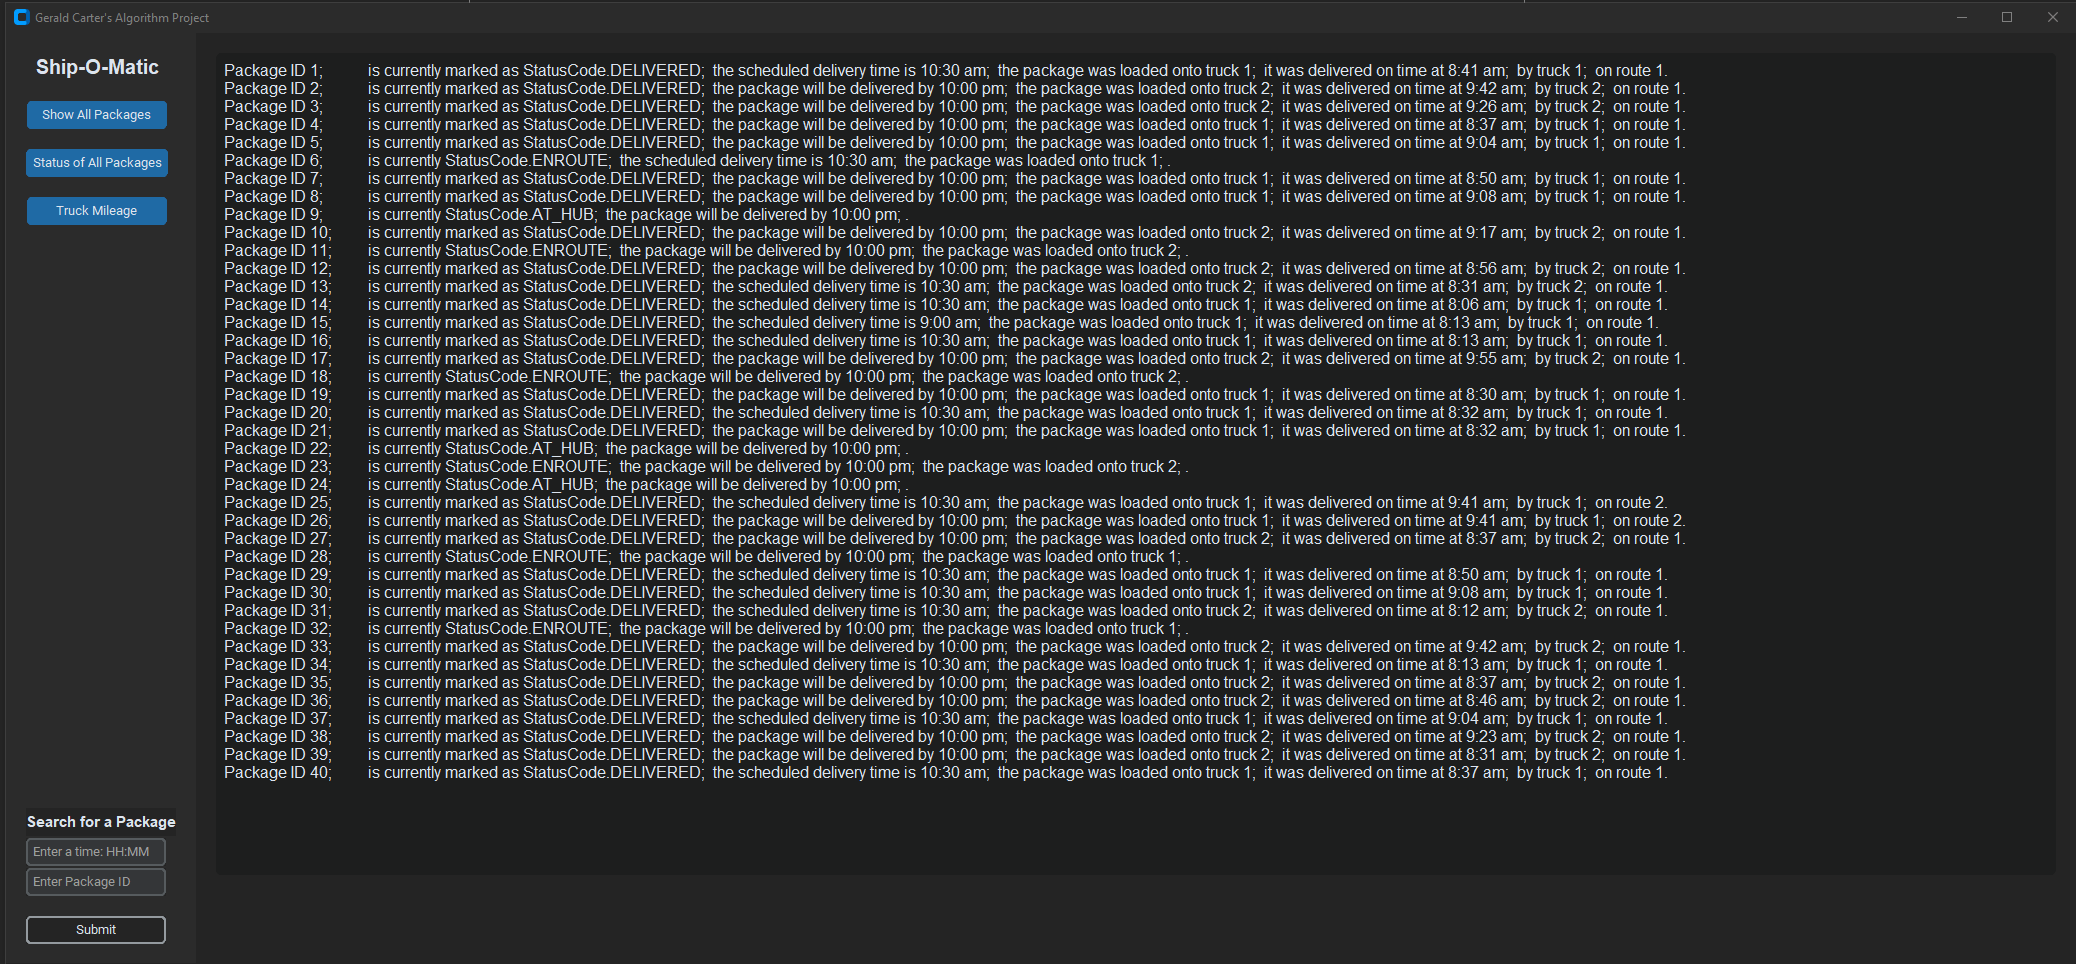 Gerald Carter's Algorithm Project
Ship-O-Matic
Show All Packages
Status of All Packages
Truck Mileage
Package ID 1; is currently marked as StatusCode.DELIVERED; the scheduled delivery time is 10:30 am; the package was loaded onto truck 1; it was delivered on time at 8:41 am; by truck 1; on route 1.
Package ID 2; is currently marked as StatusCode.DELIVERED; the package will be delivered by 10:00 pm; the package was loaded onto truck 2; it was delivered on time at 9:42 am; by truck 2; on route 1.
Package ID 3; is currently marked as StatusCode.DELIVERED; the package will be delivered by 10:00 pm; the package was loaded onto truck 2; it was delivered on time at 9:26 am; by truck 2; on route 1.
Package ID 4; is currently marked as StatusCode.DELIVERED; the package will be delivered by 10:00 pm; the package was loaded onto truck 1; it was delivered on time at 8:37 am; by truck 1; on route 1.
Package ID 5; is currently marked as StatusCode.DELIVERED; the package will be delivered by 10:00 pm; the package was loaded onto truck 1; it was delivered on time at 9:04 am; by truck 1; on route 1.
Package ID 6; is currently StatusCode.ENROUTE; the scheduled delivery time is 10:30 am; the package was loaded onto truck 1; .
Package ID 7; is currently marked as StatusCode.DELIVERED; the package will be delivered by 10:00 pm; the package was loaded onto truck 1; it was delivered on time at 8:50 am; by truck 1; on route 1.
Package ID 8; is currently marked as StatusCode.DELIVERED; the package will be delivered by 10:00 pm; the package was loaded onto truck 1; it was delivered on time at 9:08 am; by truck 1; on route 1.
Package ID 9; is currently StatusCode.AT_HUB; the package will be delivered by 10:00 pm; .
Package ID 10; is currently marked as StatusCode.DELIVERED; the package will be delivered by 10:00 pm; the package was loaded onto truck 2; it was delivered on time at 9:17 am; by truck 2; on route 1.
Package ID 11; is currently StatusCode.ENROUTE; the package will be delivered by 10:00 pm; the package was loaded onto truck 2; .
Package ID 12; is currently marked as StatusCode.DELIVERED; the package will be delivered by 10:00 pm; the package was loaded onto truck 2; it was delivered on time at 8:56 am; by truck 2; on route 1.
Package ID 13; is currently marked as StatusCode.DELIVERED; the scheduled delivery time is 10:30 am; the package was loaded onto truck 2; it was delivered on time at 8:31 am; by truck 2; on route 1.
Package ID 14; is currently marked as StatusCode.DELIVERED; the scheduled delivery time is 10:30 am; the package was loaded onto truck 1; it was delivered on time at 8:06 am; by truck 1; on route 1.
Package ID 15; is currently marked as StatusCode.DELIVERED; the scheduled delivery time is 9:00 am; the package was loaded onto truck 1; it was delivered on time at 8:13 am; by truck 1; on route 1.
Package ID 16; is currently marked as StatusCode.DELIVERED; the scheduled delivery time is 10:30 am; the package was loaded onto truck 1; it was delivered on time at 8:13 am; by truck 1; on route 1.
Package ID 17; is currently marked as StatusCode.DELIVERED; the package will be delivered by 10:00 pm; the package was loaded onto truck 2; it was delivered on time at 9:55 am; by truck 2; on route 1.
Package ID 18; is currently StatusCode.ENROUTE; the package will be delivered by 10:00 pm; the package was loaded onto truck 2; .
Package ID 19; is currently marked as StatusCode.DELIVERED; the package will be delivered by 10:00 pm; the package was loaded onto truck 1; it was delivered on time at 8:30 am; by truck 1; on route 1.
Package ID 20; is currently marked as StatusCode.DELIVERED; the scheduled delivery time is 10:30 am; the package was loaded onto truck 1; it was delivered on time at 8:32 am; by truck 1; on route 1.
Package ID 21; is currently marked as StatusCode.DELIVERED; the package will be delivered by 10:00 pm; the package was loaded onto truck 1; it was delivered on time at 8:32 am; by truck 1; on route 1.
Package ID 22; is currently StatusCode.AT_HUB; the package will be delivered by 10:00 pm; .
Package ID 23; is currently StatusCode.ENROUTE; the package will be delivered by 10:00 pm; the package was loaded onto truck 2; .
Package ID 24; is currently StatusCode.AT_HUB; the package will be delivered by 10:00 pm; .
Package ID 25; is currently marked as StatusCode.DELIVERED; the scheduled delivery time is 10:30 am; the package was loaded onto truck 1; it was delivered on time at 9:41 am; by truck 1; on route 2.
Package ID 26; is currently marked as StatusCode.DELIVERED; the package will be delivered by 10:00 pm; the package was loaded onto truck 1; it was delivered on time at 9:41 am; by truck 1; on route 2.
Package ID 27; is currently marked as StatusCode.DELIVERED; the package will be delivered by 10:00 pm; the package was loaded onto truck 2; it was delivered on time at 8:37 am; by truck 2; on route 1.
Package ID 28; is currently StatusCode.ENROUTE; the package will be delivered by 10:00 pm; the package was loaded onto truck 1; .
Package ID 29; is currently marked as StatusCode.DELIVERED; the scheduled delivery time is 10:30 am; the package was loaded onto truck 1; it was delivered on time at 8:50 am; by truck 1; on route 1.
Package ID 30; is currently marked as StatusCode.DELIVERED; the scheduled delivery time is 10:30 am; the package was loaded onto truck 1; it was delivered on time at 9:08 am; by truck 1; on route 1.
Package ID 31; is currently marked as StatusCode.DELIVERED; the scheduled delivery time is 10:30 am; the package was loaded onto truck 2; it was delivered on time at 8:12 am; by truck 2; on route 1.
Package ID 32; is currently StatusCode.ENROUTE; the package will be delivered by 10:00 pm; the package was loaded onto truck 1; .
Package ID 33; is currently marked as StatusCode.DELIVERED; the package will be delivered by 10:00 pm; the package was loaded onto truck 2; it was delivered on time at 9:42 am; by truck 2; on route 1.
Package ID 34; is currently marked as StatusCode.DELIVERED; the scheduled delivery time is 10:30 am; the package was loaded onto truck 1; it was delivered on time at 8:13 am; by truck 1; on route 1.
Package ID 35; is currently marked as StatusCode.DELIVERED; the package will be delivered by 10:00 pm; the package was loaded onto truck 2; it was delivered on time at 8:37 am; by truck 2; on route 1.
Package ID 36; is currently marked as StatusCode.DELIVERED; the package will be delivered by 10:00 pm; the package was loaded onto truck 2; it was delivered on time at 8:46 am; by truck 2; on route 1.
Package ID 37; is currently marked as StatusCode.DELIVERED; the scheduled delivery time is 10:30 am; the package was loaded onto truck 1; it was delivered on time at 9:04 am; by truck 1; on route 1.
Package ID 38; is currently marked as StatusCode.DELIVERED; the package will be delivered by 10:00 pm; the package was loaded onto truck 2; it was delivered on time at 9:23 am; by truck 2; on route 1.
Package ID 39; is currently marked as StatusCode.DELIVERED; the package will be delivered by 10:00 pm; the package was loaded onto truck 2; it was delivered on time at 8:31 am; by truck 2; on route 1.
Package ID 40; is currently marked as StatusCode.DELIVERED; the scheduled delivery time is 10:30 am; the package was loaded onto truck 1; it was delivered on time at 8:37 am; by truck 1; on route 1.
Search for a Package
Enter a time: HH:MM
Enter Package ID
Submit